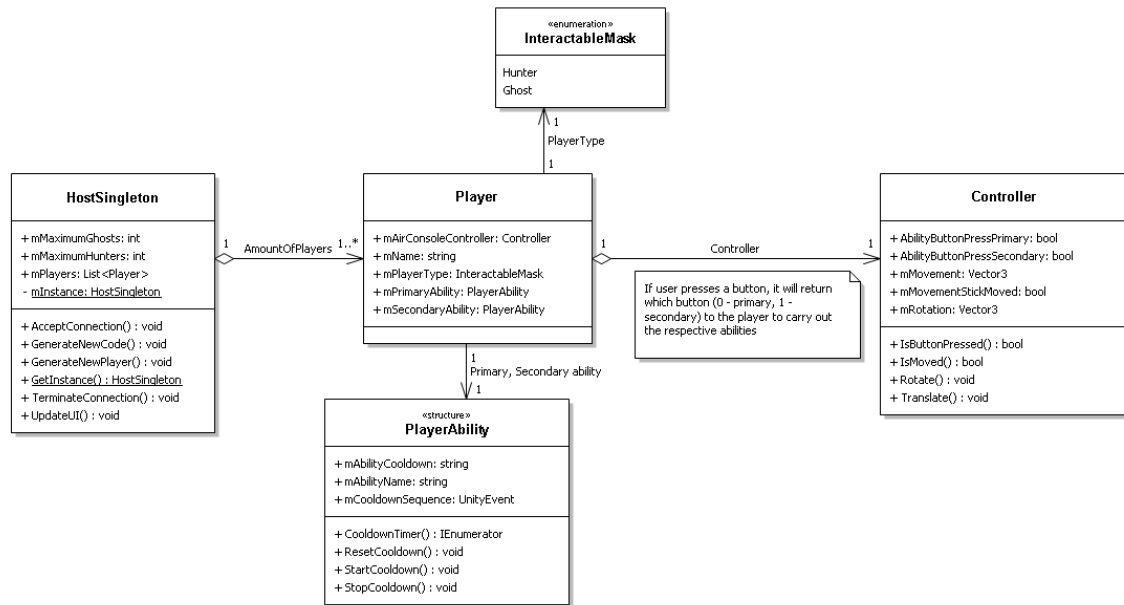 «enumeration»
InteractableMask
Hunter
Ghost
1
PlayerType
1
HostSingleton
+ mMaximumGhosts: int
+ mMaximumHunters: int
+ mPlayers: List<Player>
- mInstance: HostSingleton
+ AcceptConnection() : void
+ GenerateNewCode() : void
+ GenerateNewPlayer() : void
+ GetInstance() : HostSingleton
+ TerminateConnection() : void
+ UpdateUI() : void
1
AmountOfPlayers
1..*
Player
+ mAirConsoleController: Controller
+ mName: string
+ mPlayerType: InteractableMask
+ mPrimaryAbility: PlayerAbility
+ mSecondaryAbility: PlayerAbility
1
Controller
1
If user presses a button, it will return
which button (0 - primary, 1 -
secondary) to the player to carry out
the respective abilities
Controller
+ AbilityButtonPressPrimary: bool
+ AbilityButtonPressSecondary: bool
+ mMovement: Vector3
+ mMovementStickMoved: bool
+ mRotation: Vector3
+ IsButtonPressed() : bool
+ IsMoved() : bool
+ Rotate() : void
+ Translate() : void
1
Primary, Secondary ability
1
«structure»
PlayerAbility
+ mAbilityCooldown: string
+ mAbilityName: string
+ mCooldownSequence: UnityEvent
+ CooldownTimer() : IEnumerator
+ ResetCooldown() : void
+ StartCooldown() : void
+ StopCooldown() : void